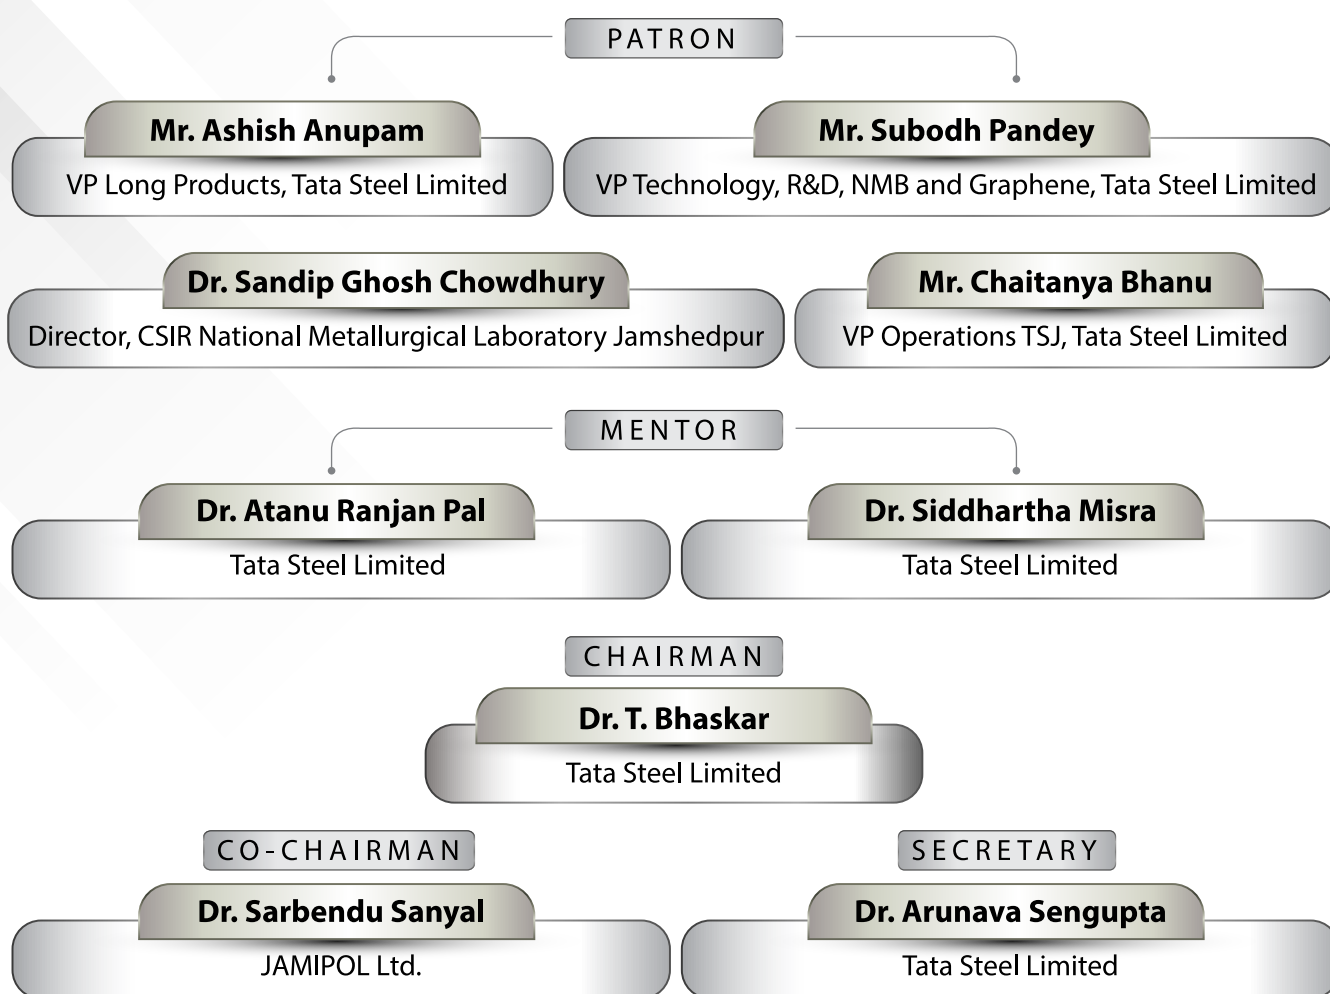 PATRON
Mr. Ashish Anupam
VP Long Products, Tata Steel Limited
Mr. Subodh Pandey
VP Technology, R&D, NMB and Graphene, Tata Steel Limited
Dr. Sandip Ghosh Chowdhury
Director, CSIR National Metallurgical Laboratory Jamshedpur
Mr. Chaitanya Bhanu
VP Operations TSJ, Tata Steel Limited
MENTOR
Dr. Atanu Ranjan Pal
Tata Steel Limited
Dr. Siddhartha Misra
Tata Steel Limited
CHAIRMAN
Dr. T. Bhaskar
Tata Steel Limited
CO-CHAIRMAN
Dr. Sarbendu Sanyal
JAMIPOL Ltd.
SECRETARY
Dr. Arunava Sengupta
Tata Steel Limited